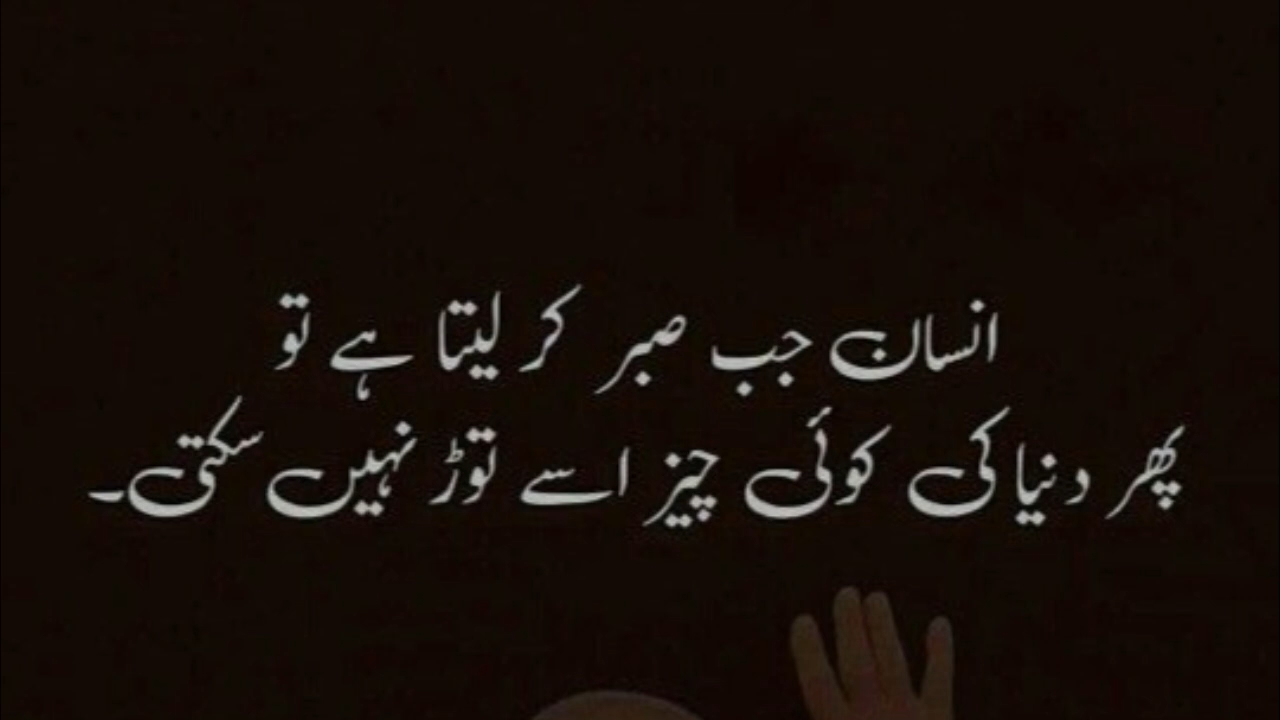 انسان جب صبر کر لیتا ہے تو
پھر دنیا کی کوئی چیز اسے توڑ نہیں سکتی۔